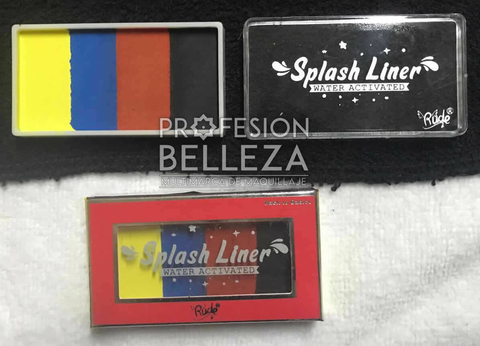 Splash Liner
WATER ACTIVATED
Rude®
PROFESIÓN
BELLEZA
Splash Liner
WATER ACTIVATED
Rude®